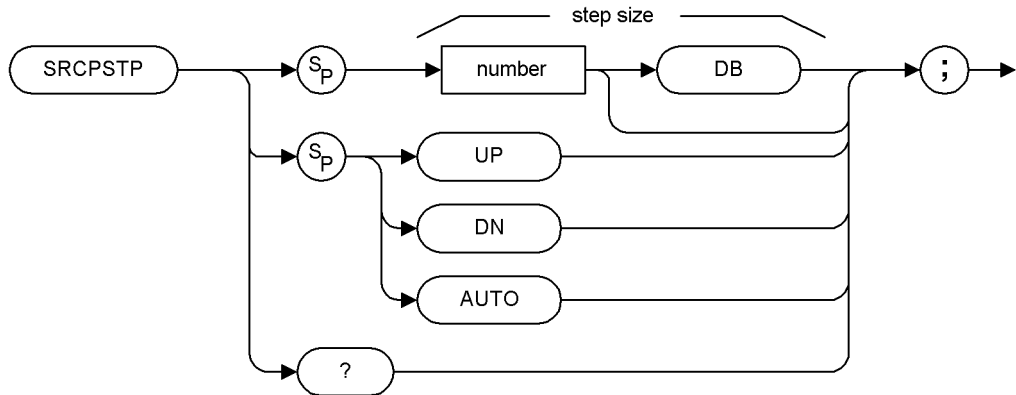 step size
SRCPSTP SP number DB ;
SP UP
DN
AUTO
?